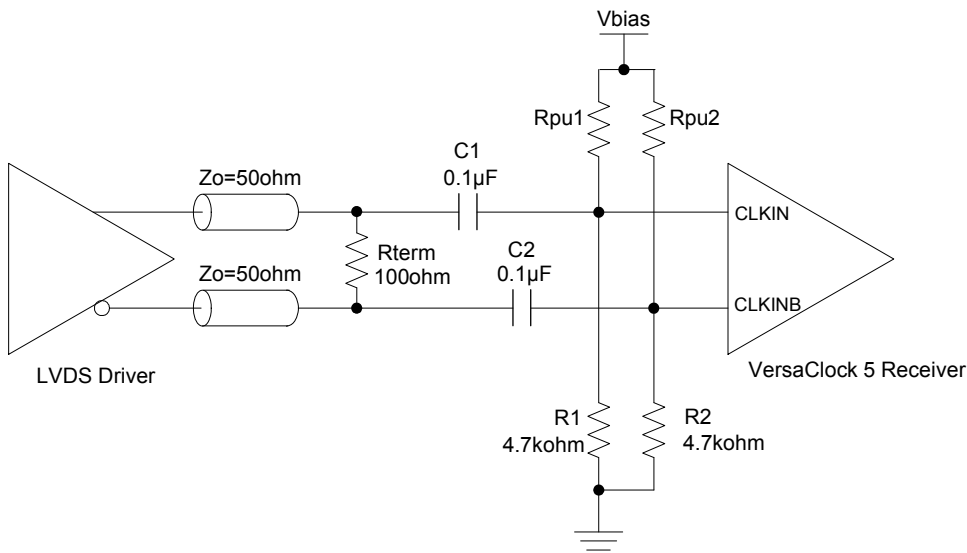 Vbias
Rpu1
Rpu2
C1
0.1µF
Zo=50ohm
CLKIN
Rterm
100ohm
C2
0.1µF
Zo=50ohm
CLKINB
LVDS Driver
VersaClock 5 Receiver
R1
4.7kohm
R2
4.7kohm